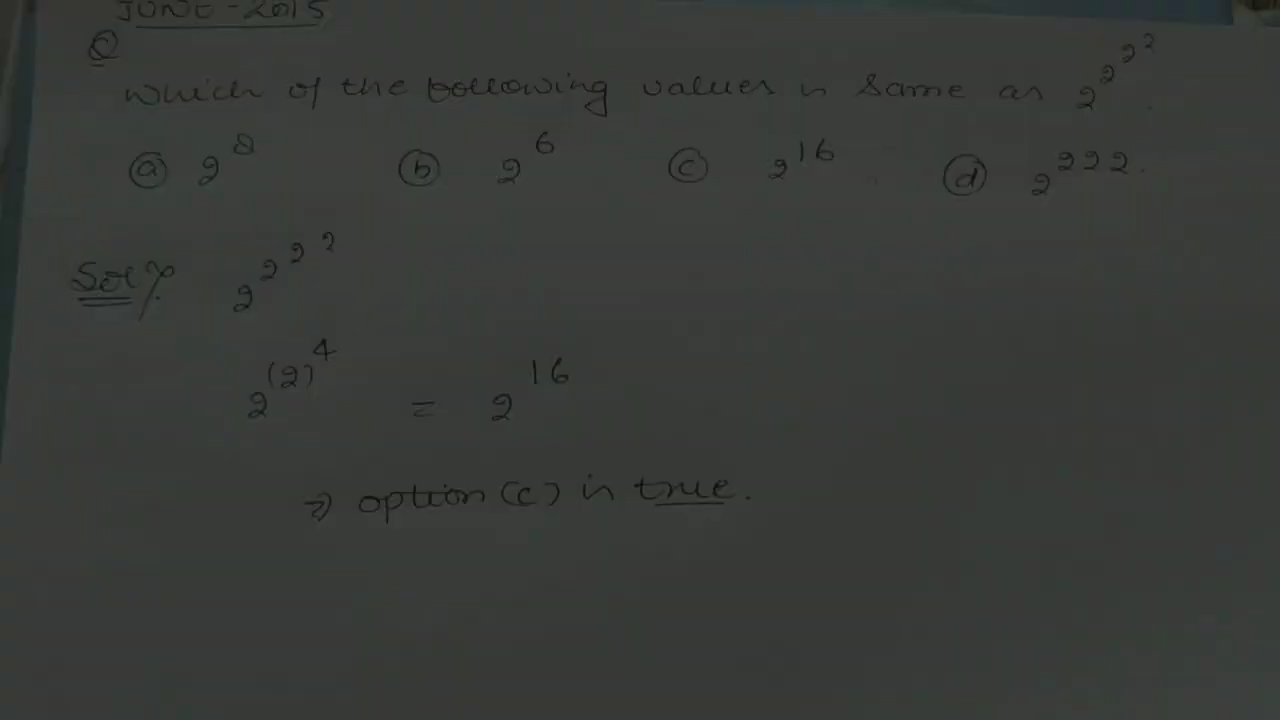 JUNE - 2015
Q
Which of the following values is same as 2^2^2^2.
(a) 2^8 (b) 2^6 (c) 2^16 (d) 2^222.
Sol% 2^2^2^2
2^(2)^4 = 2^16
⇒ option (c) is true.